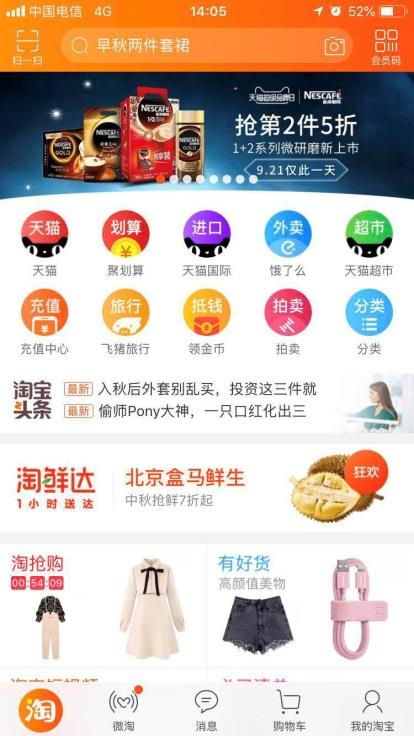 中国电信 4G 14:05 52%
扫一扫 早秋两件套裙 会员码
天猫超级品牌日 NESCAFÉ
抢第2件5折
1+2系列微研磨新上市
9.21仅此一天
NESCAFÉ
GOLD
NESCAFÉ
1+2
天猫 划算 进口 外卖 超市
天猫 聚划算 天猫国际 饿了么 天猫超市
充值 旅行 抵钱 拍卖 分类
充值中心 飞猪旅行 领金币 拍卖 分类
淘宝头条
最新 入秋后外套别乱买，投资这三件就
最新 偷师Pony大神，一只口红化出三
淘鲜达
1小时送达
北京盒马鲜生
中秋抢鲜7折起
狂欢
淘抢购
00:54:09
有好货
高颜值美物
淘 微淘 消息 购物车 我的淘宝